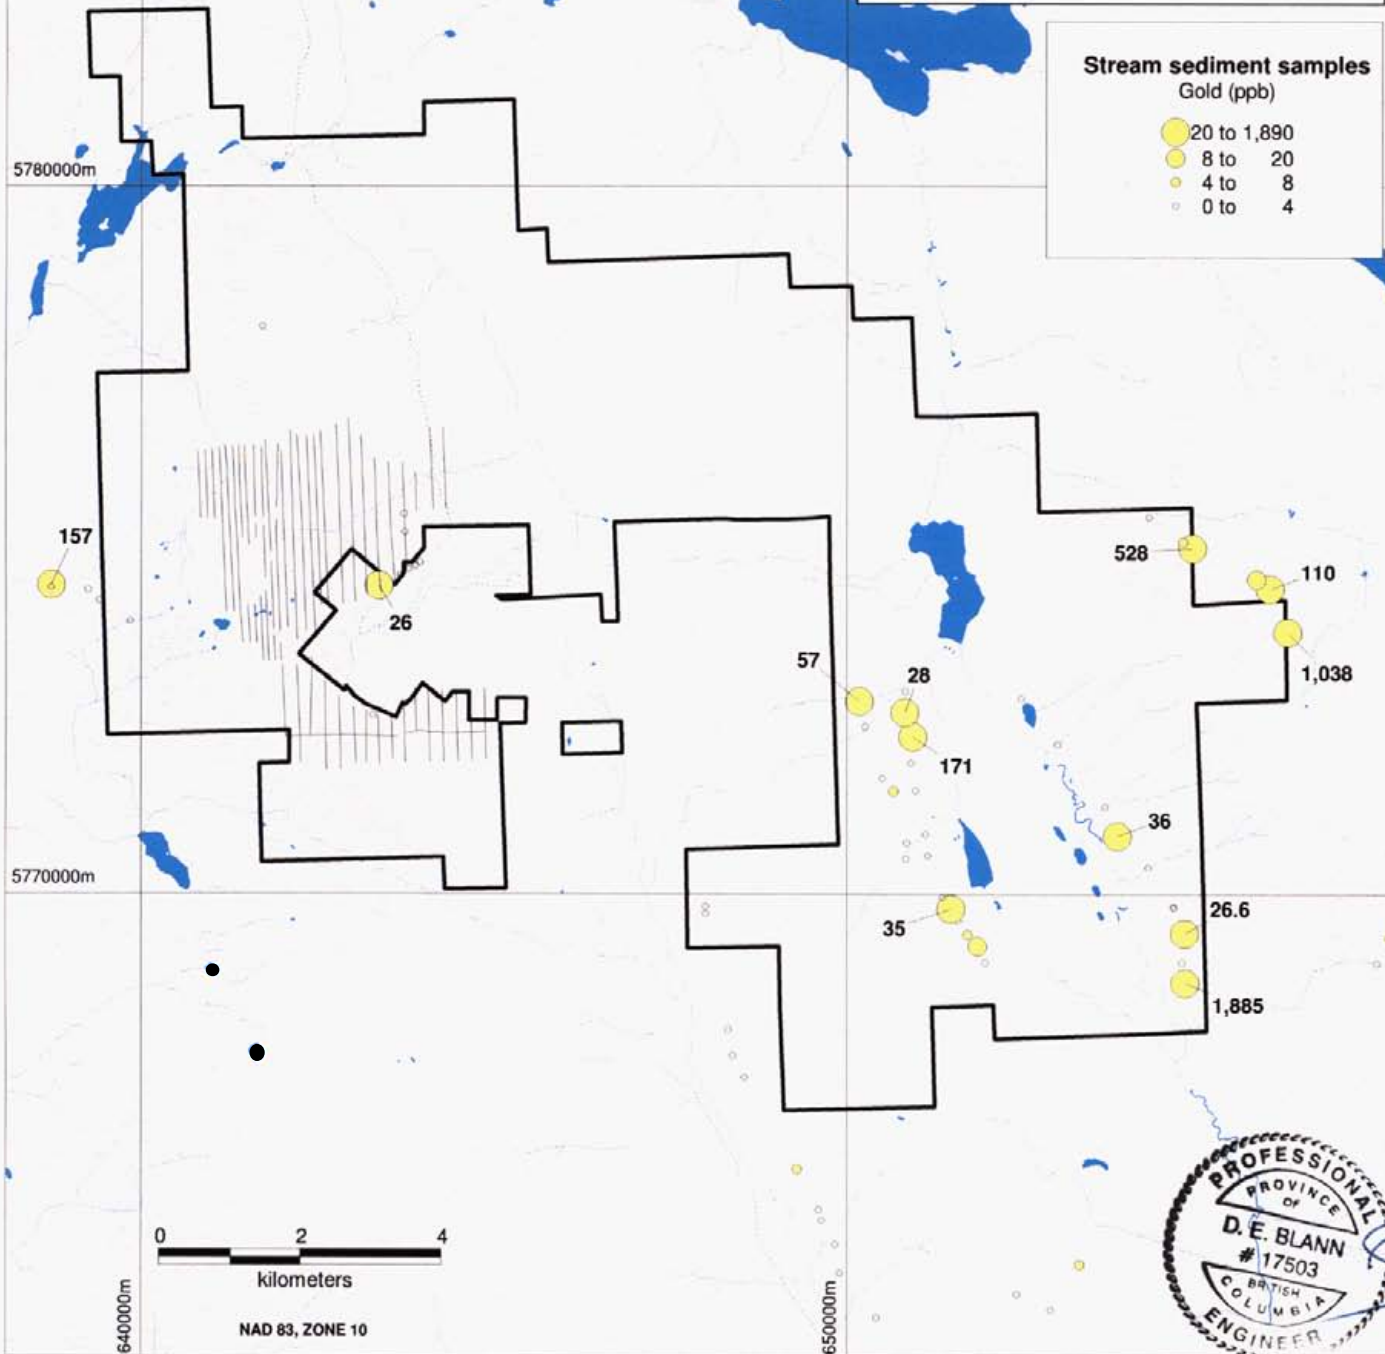 Stream sediment samples
Gold (ppb)
20 to 1,890
8 to 20
4 to 8
0 to 4
5780000m
157
26
528
110
1,038
57
28
171
36
5770000m
35
26.6
1,885
0 2 4
kilometers
NAD 83, ZONE 10
640000m
650000m
PROFESSIONAL
PROVINCE
OF
D. E. BLANN
# 17503
BRITISH
COLUMBIA
ENGINEER